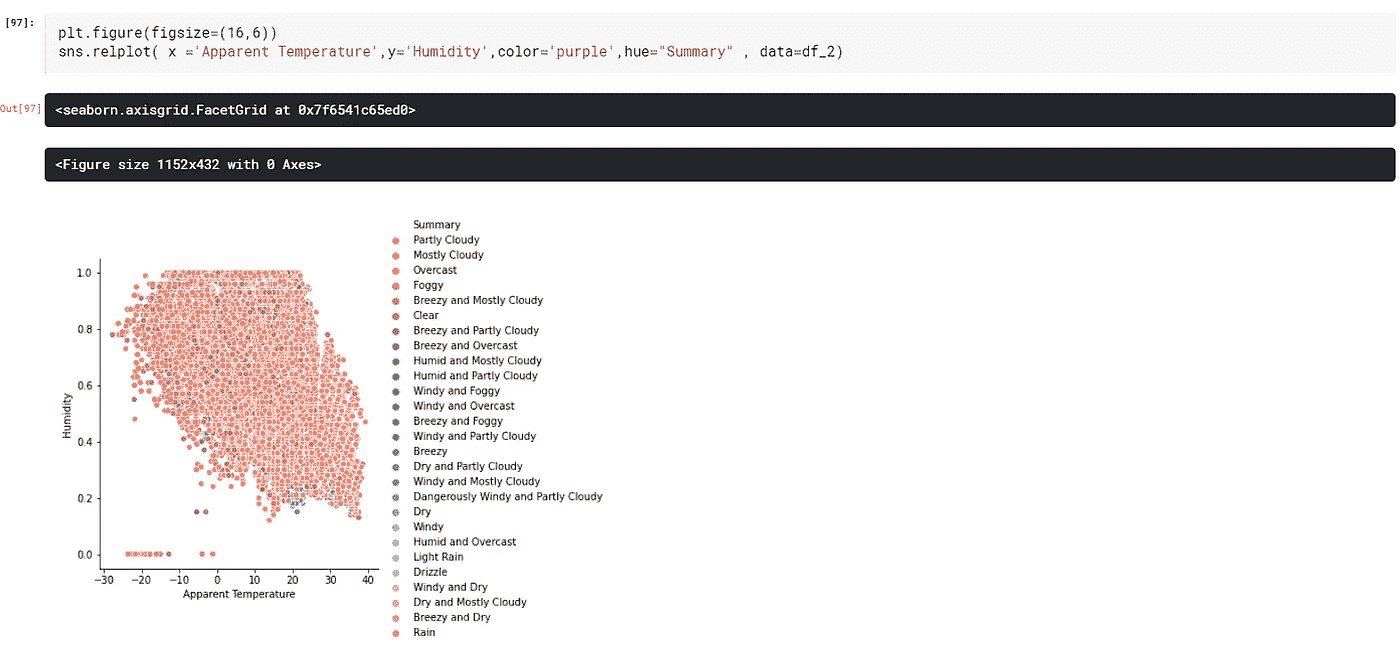 [97]:
plt.figure(figsize=(16,6))
sns.relplot( x ='Apparent Temperature',y='Humidity',color='purple',hue="Summary" , data=df_2)
Out[97]
<seaborn.axisgrid.FacetGrid at 0x7f6541c65ed0>
<Figure size 1152x432 with 0 Axes>
Summary
Partly Cloudy
Mostly Cloudy
Overcast
Foggy
Breezy and Mostly Cloudy
Clear
Breezy and Partly Cloudy
Breezy and Overcast
Humid and Mostly Cloudy
Humid and Partly Cloudy
Windy and Foggy
Windy and Overcast
Breezy and Foggy
Windy and Partly Cloudy
Breezy
Dry and Partly Cloudy
Windy and Mostly Cloudy
Dangerously Windy and Partly Cloudy
Dry
Windy
Humid and Overcast
Light Rain
Drizzle
Windy and Dry
Dry and Mostly Cloudy
Breezy and Dry
Rain
1.0
0.8
0.6
0.4
0.2
0.0
Humidity
−30 −20 −10 0 10 20 30 40
Apparent Temperature